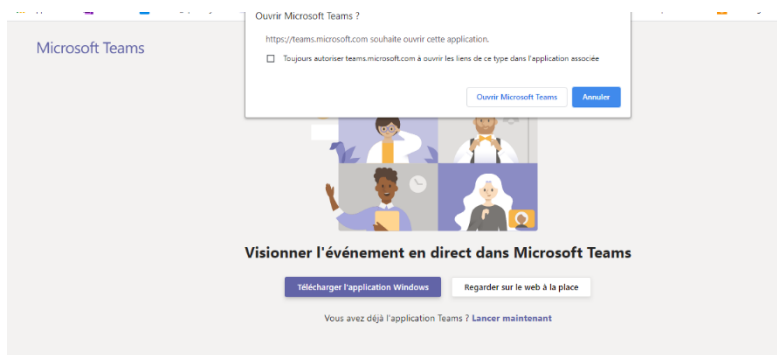 Ouvrir Microsoft Teams ?
https://teams.microsoft.com souhaite ouvrir cette application.
Toujours autoriser teams.microsoft.com à ouvrir les liens de ce type dans l'application associée
Ouvrir Microsoft Teams
Annuler
Microsoft Teams
Visionner l'événement en direct dans Microsoft Teams
Télécharger l'application Windows
Regarder sur le web à la place
Vous avez déjà l'application Teams ? Lancer maintenant